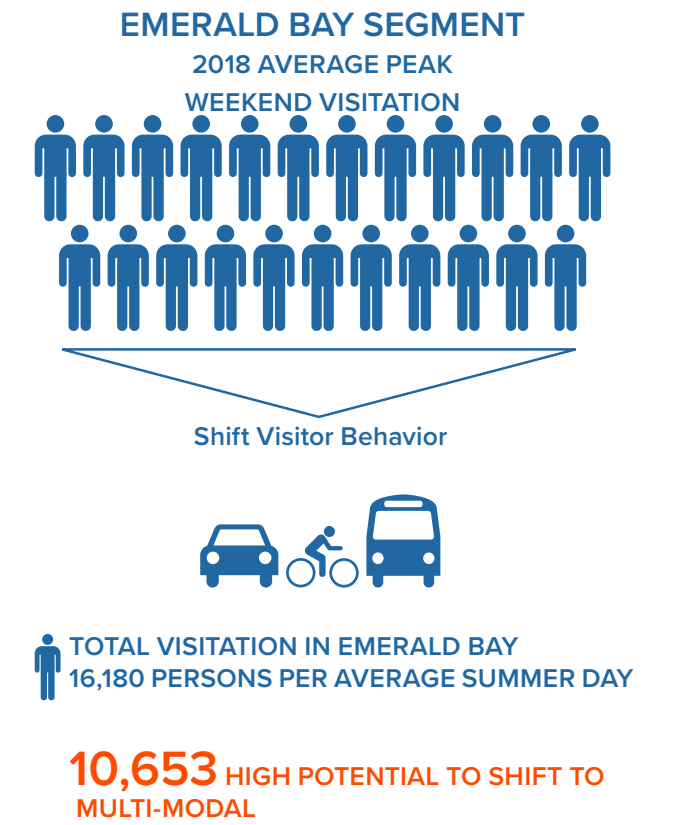 EMERALD BAY SEGMENT
2018 AVERAGE PEAK
WEEKEND VISITATION
Shift Visitor Behavior
TOTAL VISITATION IN EMERALD BAY
16,180 PERSONS PER AVERAGE SUMMER DAY
10,653 HIGH POTENTIAL TO SHIFT TO
MULTI-MODAL